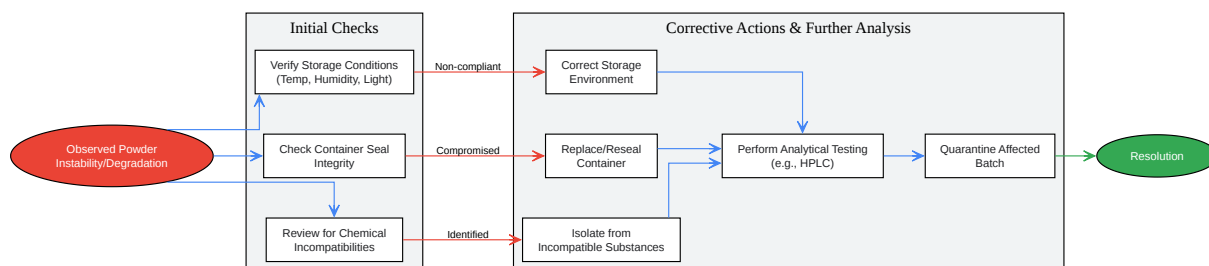 Initial Checks
Corrective Actions & Further Analysis
Verify Storage Conditions
(Temp, Humidity, Light)
Non-compliant
Correct Storage
Environment
Observed Powder
Instability/Degradation
Check Container Seal
Integrity
Compromised
Replace/Reseal
Container
Perform Analytical Testing
(e.g., HPLC)
Quarantine Affected
Batch
Resolution
Review for Chemical
Incompatibilities
Identified
Isolate from
Incompatible Substances